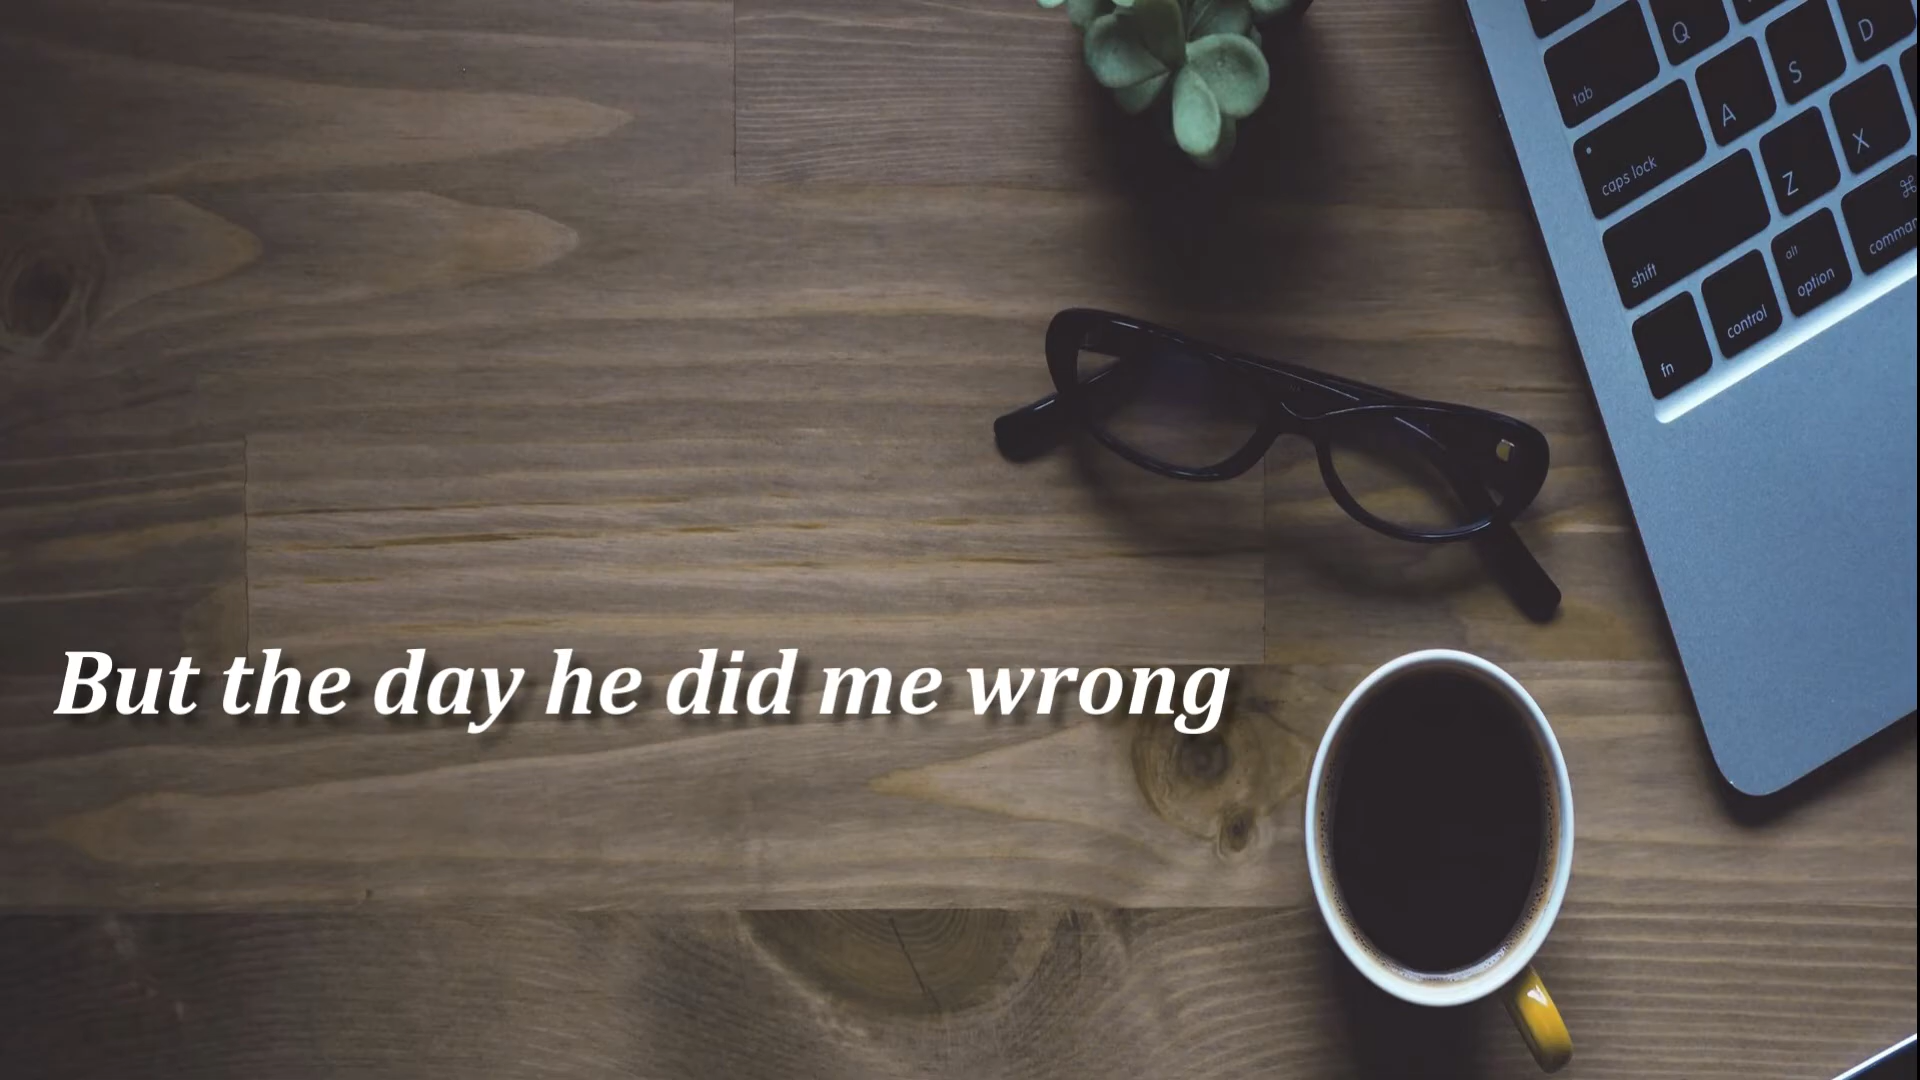 But the day he did me wrong
Q
D
tab
A
S
caps lock
Z
X
⌘
shift
alt
fn
control
option